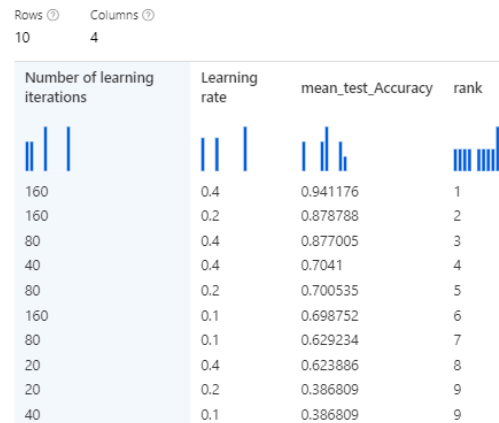 Rows Columns
10 4
Number of learning iterations Learning rate mean_test_Accuracy rank
160 0.4 0.941176 1
160 0.2 0.878788 2
80 0.4 0.877005 3
40 0.4 0.7041 4
80 0.2 0.700535 5
160 0.1 0.698752 6
80 0.1 0.629234 7
20 0.4 0.623886 8
20 0.2 0.386809 9
40 0.1 0.386809 9